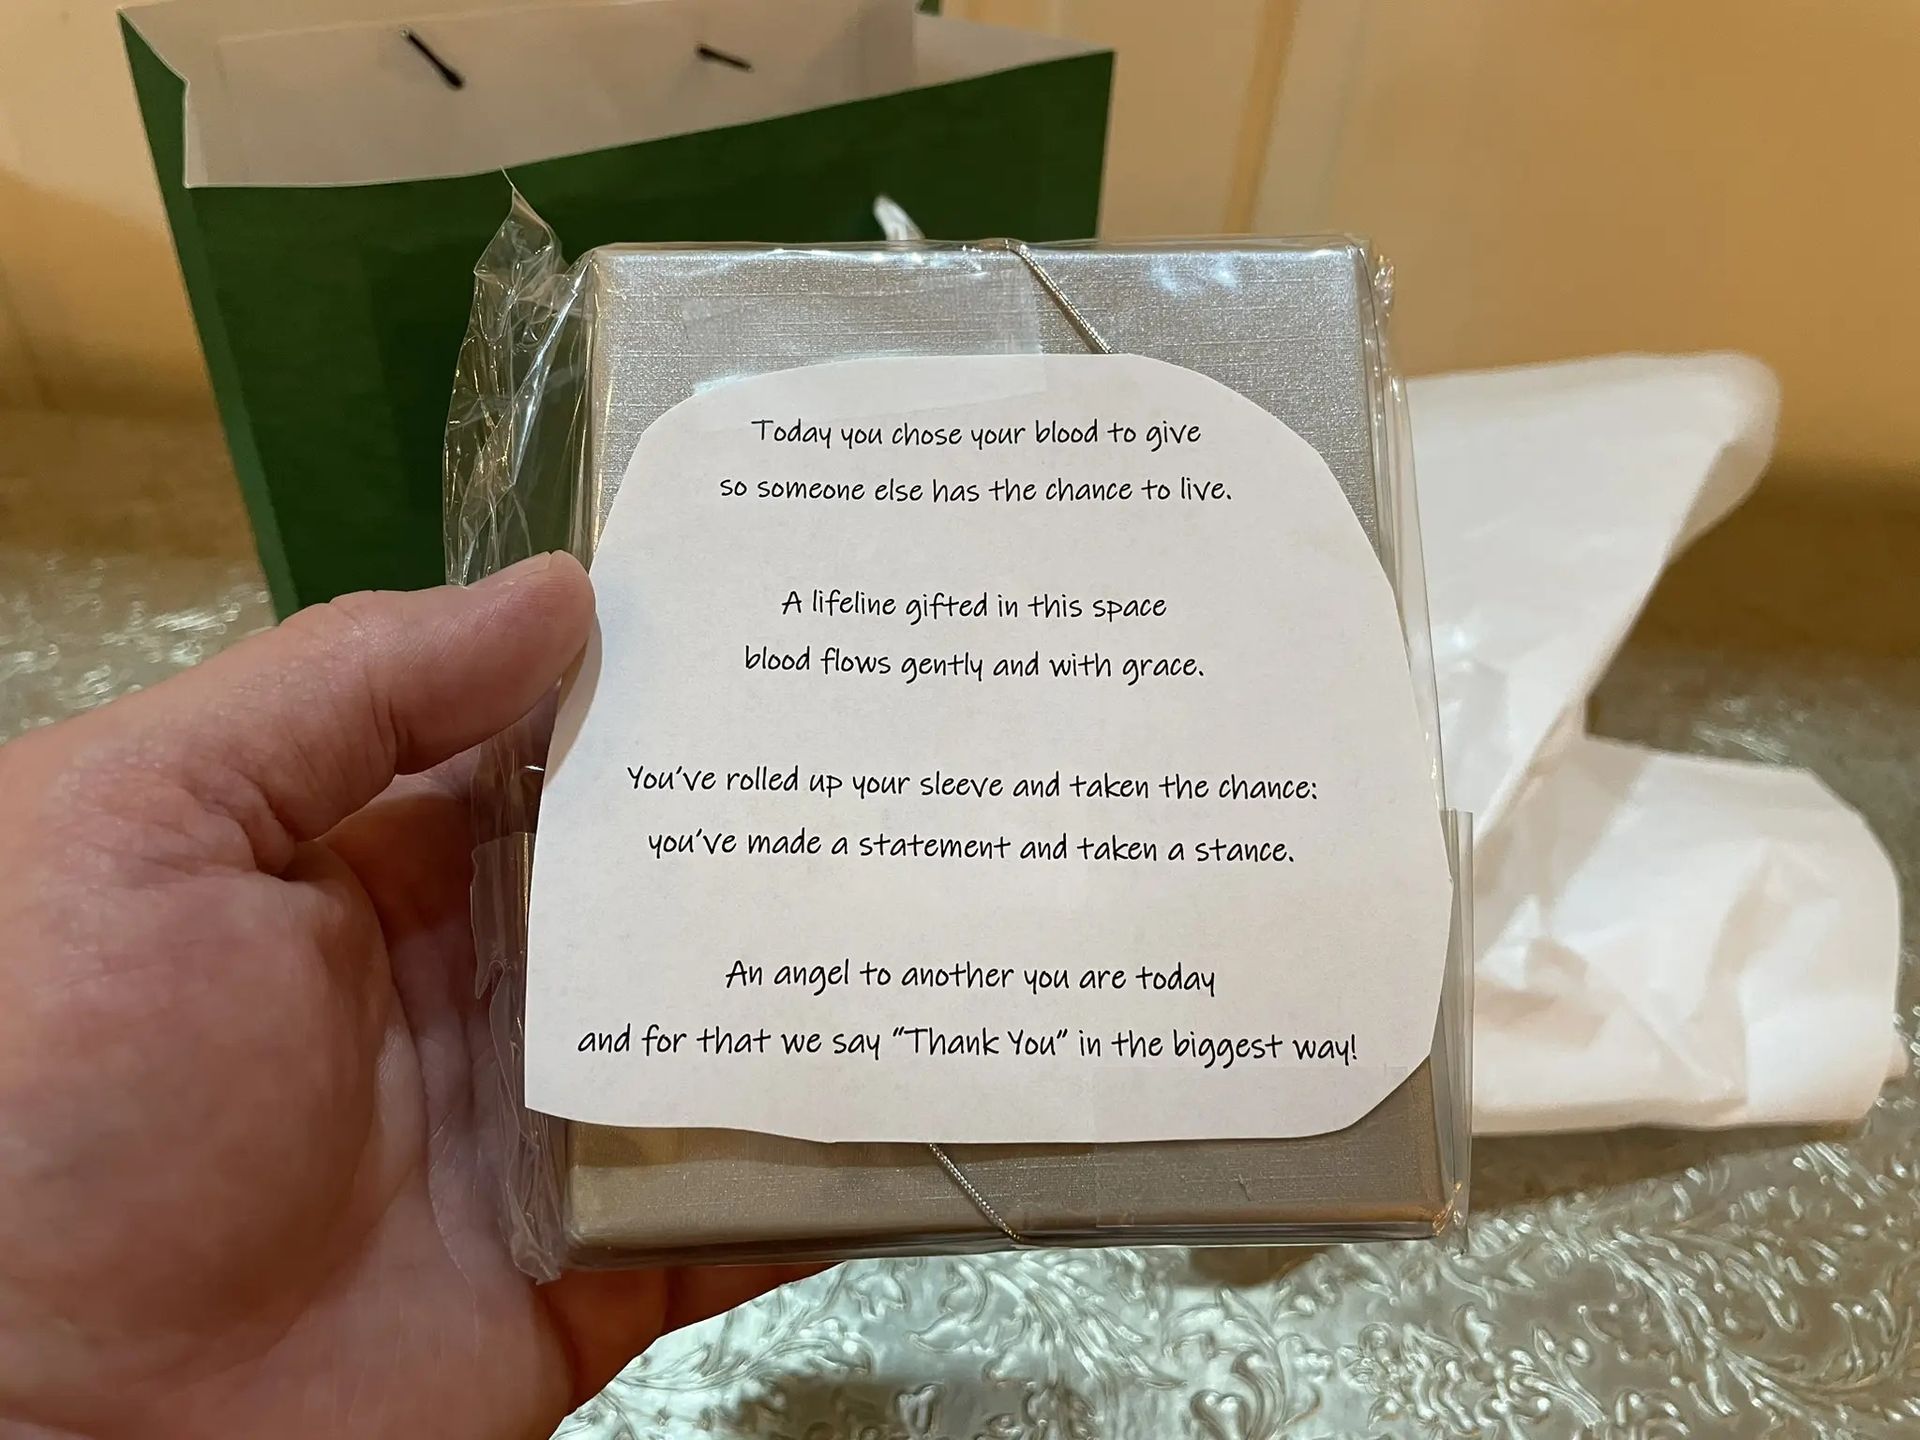 Today you chose your blood to give
so someone else has the chance to live.
A lifeline gifted in this space
blood flows gently and with grace.
You've rolled up your sleeve and taken the chance:
you've made a statement and taken a stance.
An angel to another you are today
and for that we say "Thank You" in the biggest way!